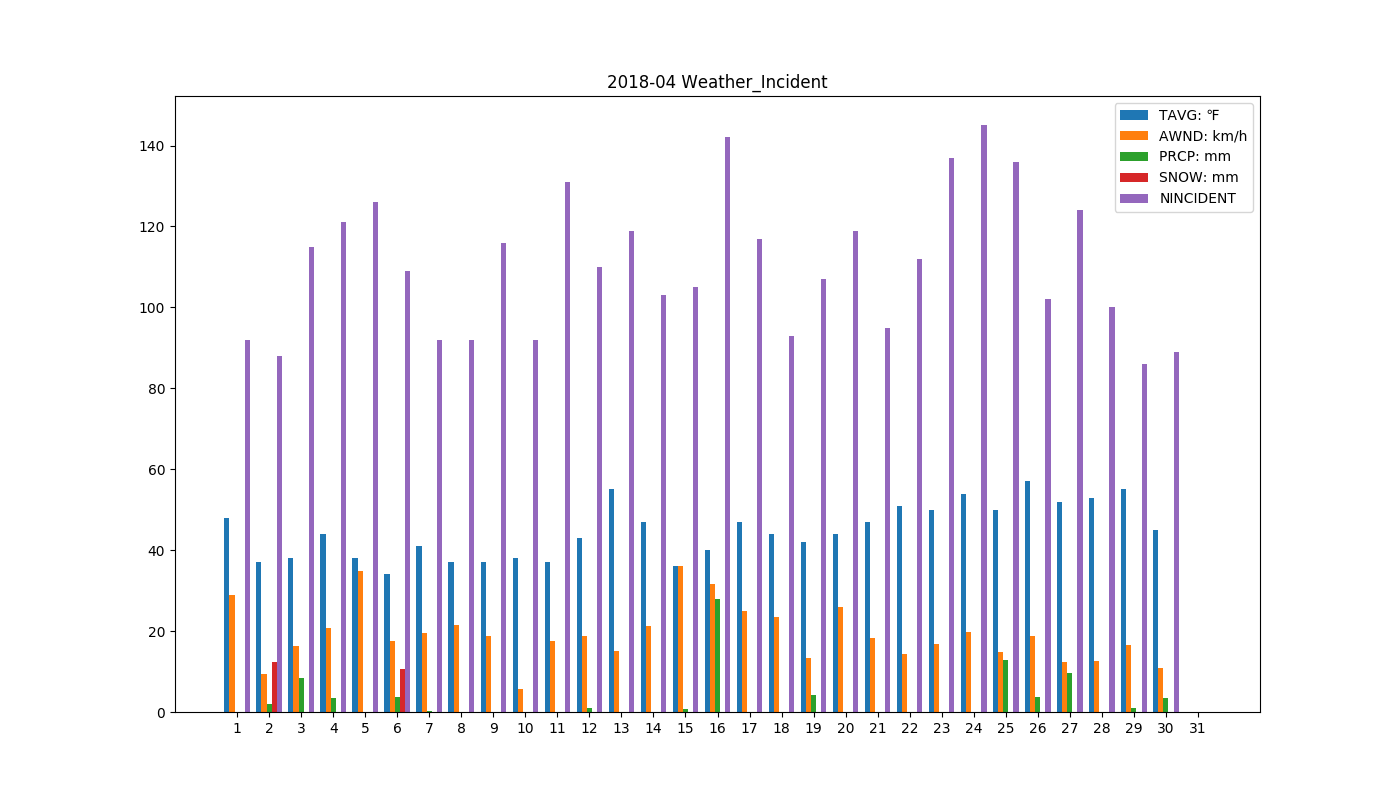 2018-04 Weather_Incident
TAVG: °F
AWND: km/h
PRCP: mm
SNOW: mm
NINCIDENT
140
120
100
80
60
40
20
0
1 2 3 4 5 6 7 8 9 10 11 12 13 14 15 16 17 18 19 20 21 22 23 24 25 26 27 28 29 30 31